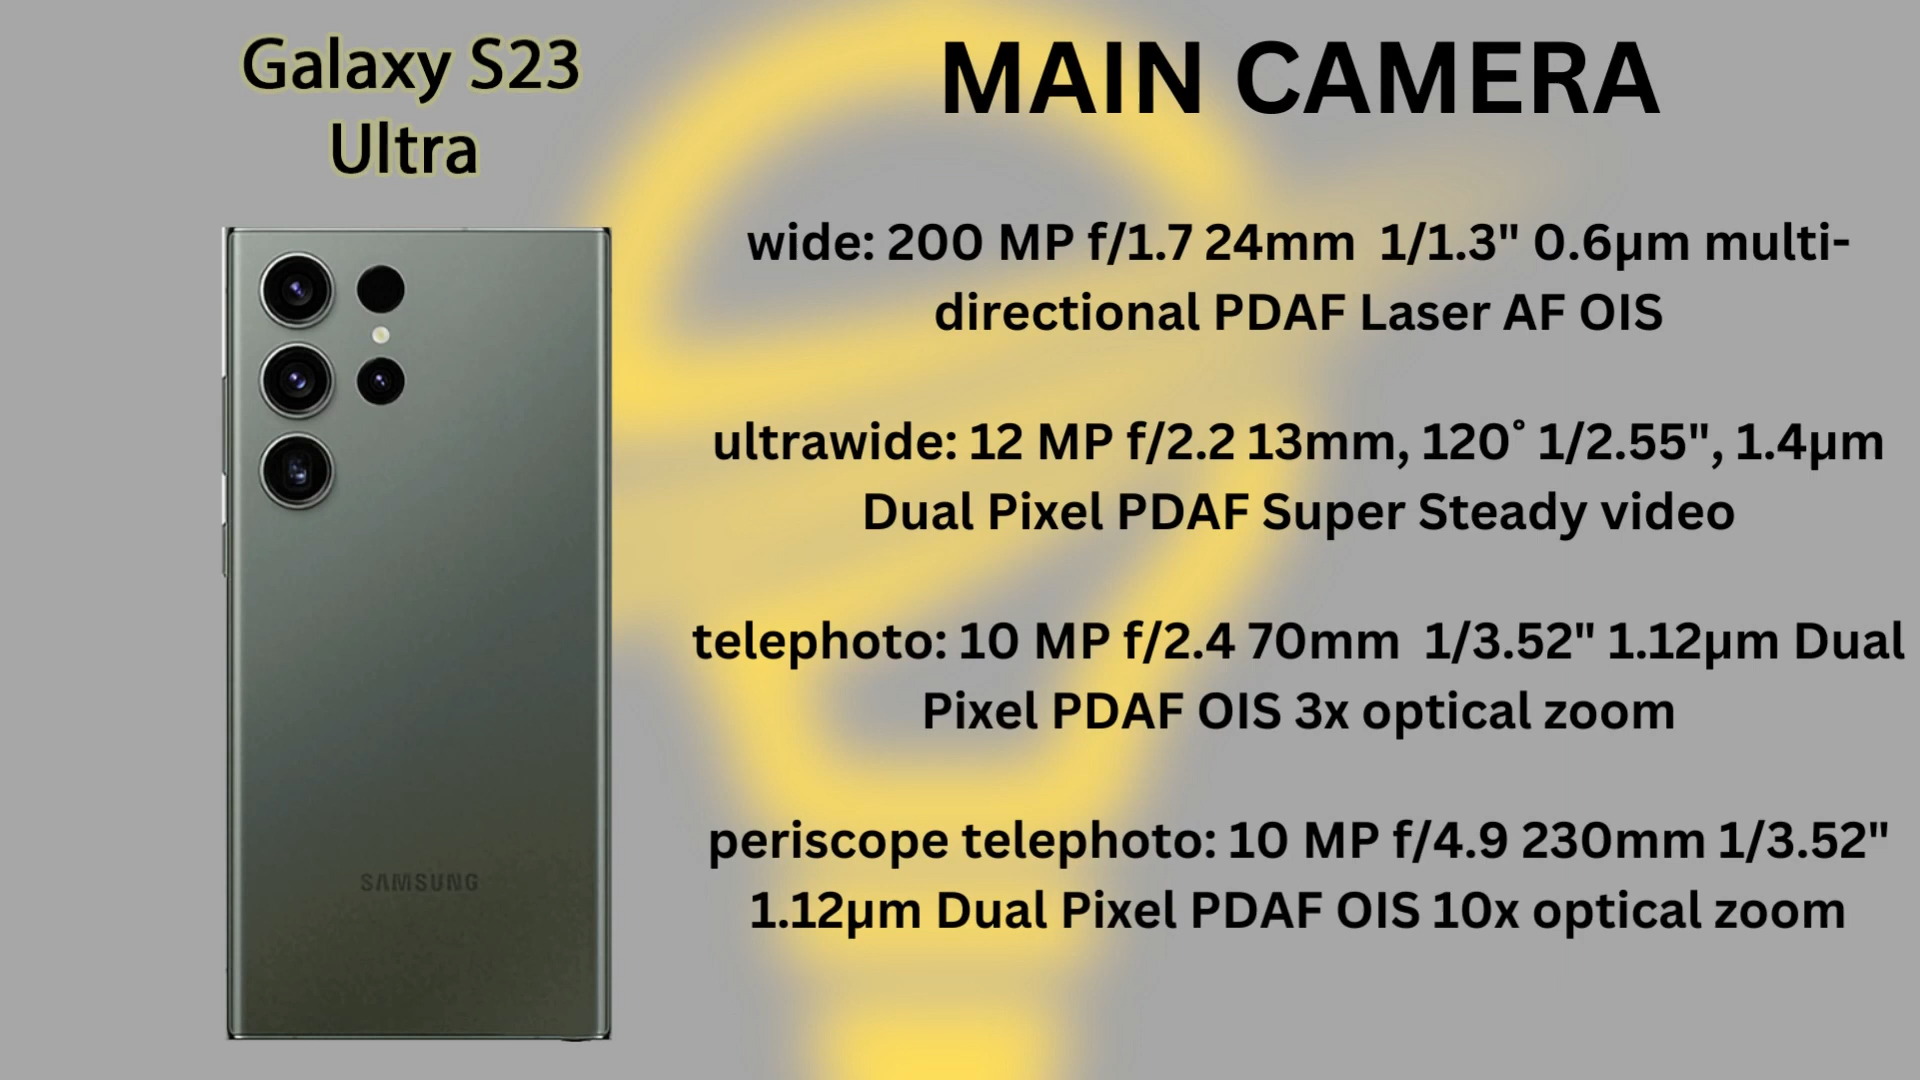 Galaxy S23
Ultra
MAIN CAMERA
wide: 200 MP f/1.7 24mm  1/1.3" 0.6µm multi-
directional PDAF Laser AF OIS
ultrawide: 12 MP f/2.2 13mm, 120˚ 1/2.55", 1.4µm
Dual Pixel PDAF Super Steady video
telephoto: 10 MP f/2.4 70mm  1/3.52" 1.12µm Dual
Pixel PDAF OIS 3x optical zoom
periscope telephoto: 10 MP f/4.9 230mm 1/3.52"
1.12µm Dual Pixel PDAF OIS 10x optical zoom
SAMSUNG